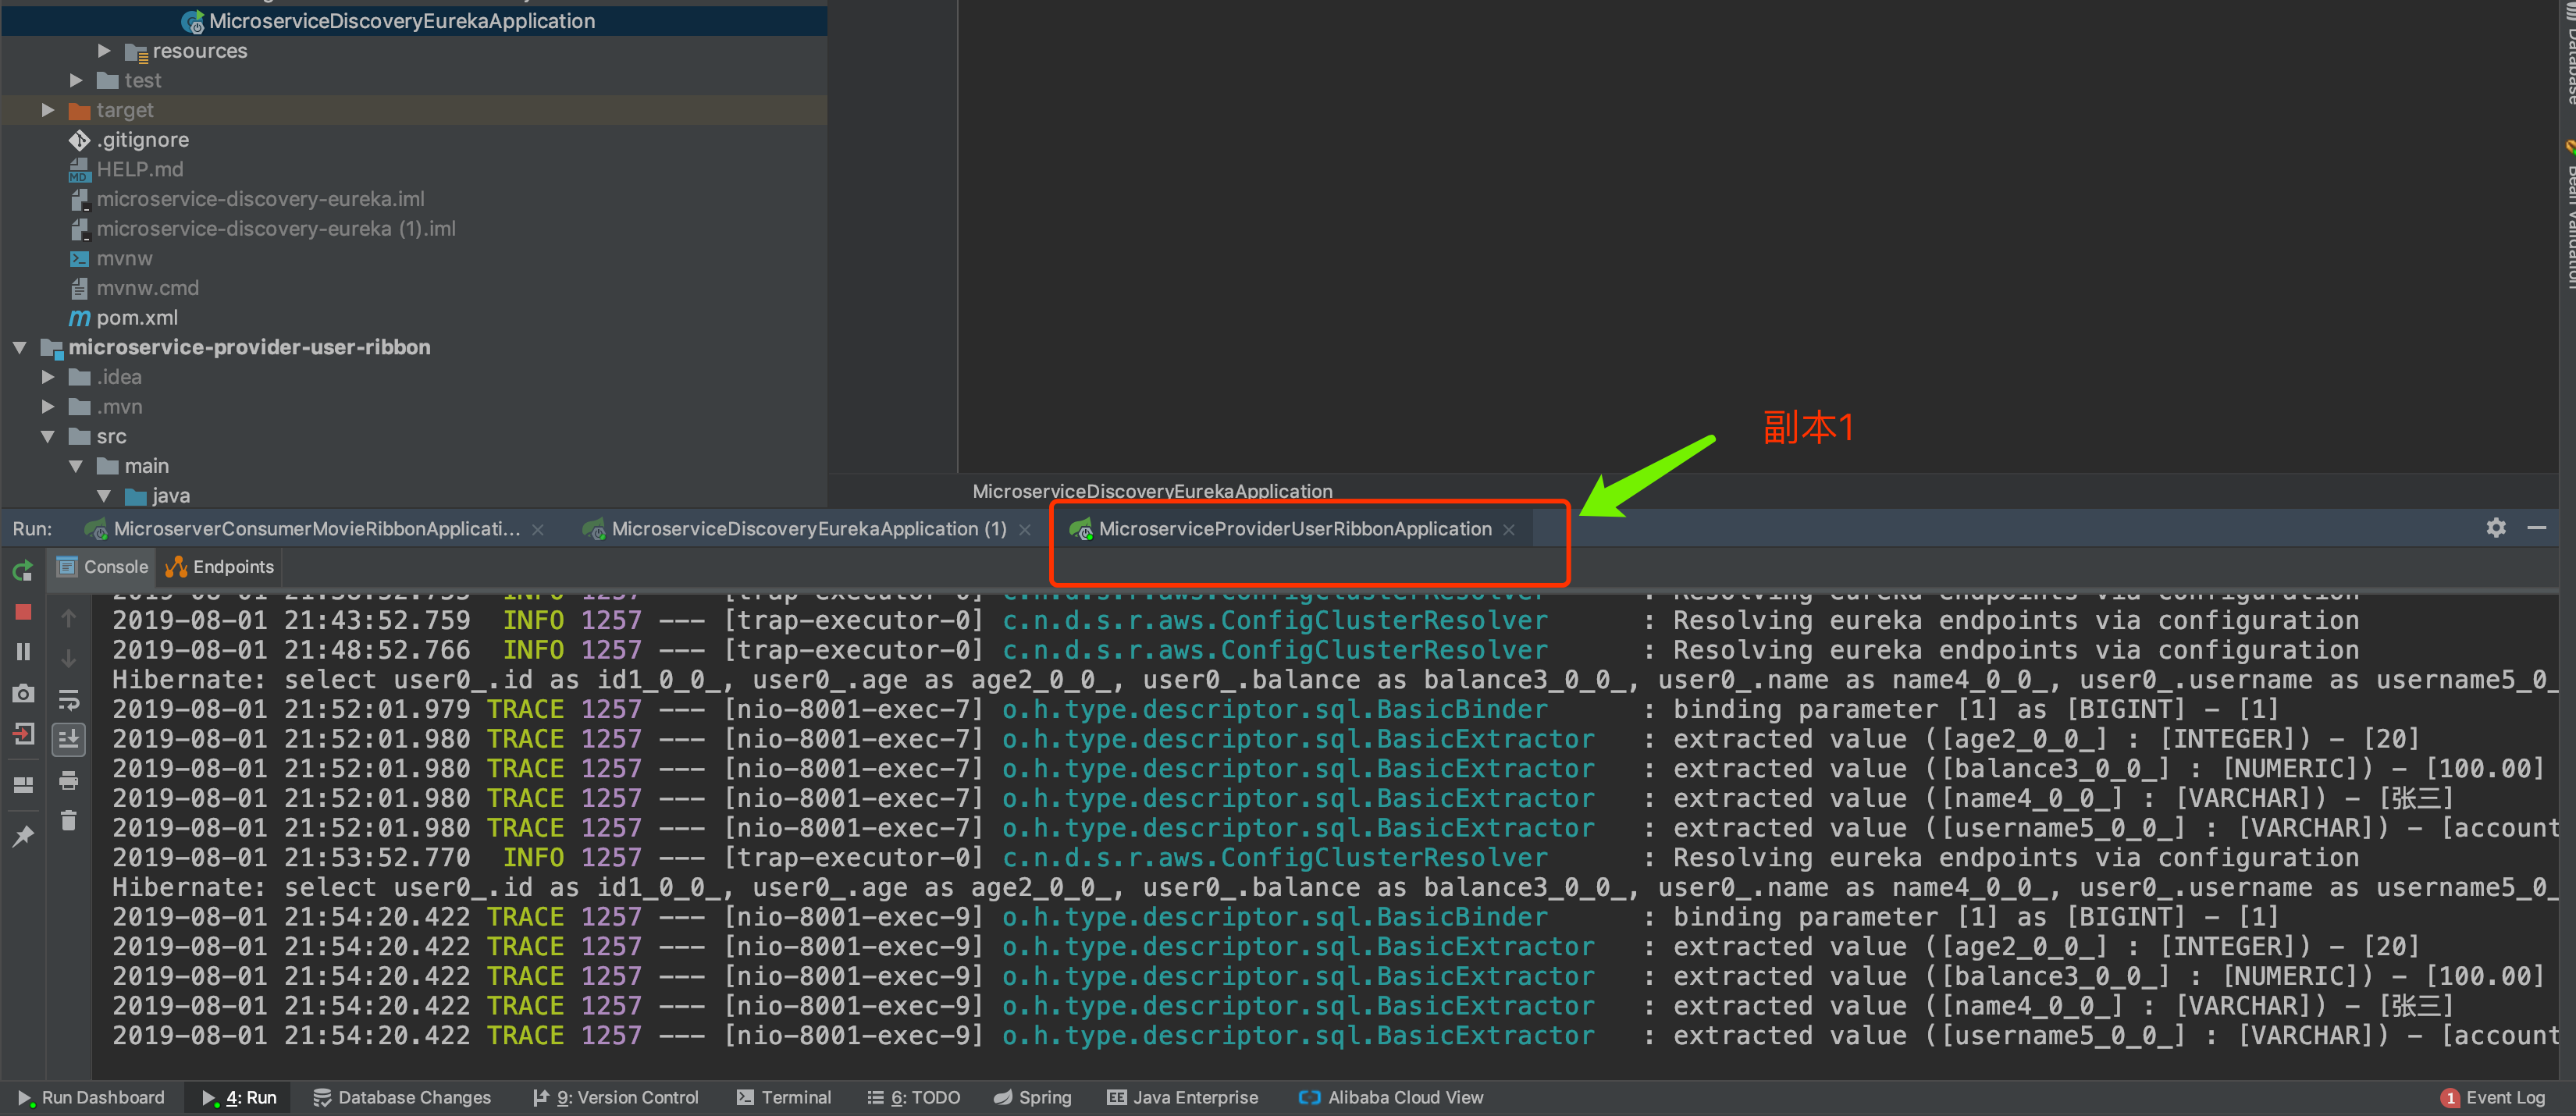 MicroserviceDiscoveryEurekaApplication
resources
test
target
.gitignore
HELP.md
microservice-discovery-eureka.iml
microservice-discovery-eureka (1).iml
mvnw
mvnw.cmd
pom.xml
microservice-provider-user-ribbon
.idea
.mvn
src
main
java
Database
Bean Validation
副本1
MicroserviceDiscoveryEurekaApplication
Run: MicroserverConsumerMovieRibbonApplicati... MicroserviceDiscoveryEurekaApplication (1) MicroserviceProviderUserRibbonApplication
Console Endpoints
INFO 1257 --- [trap-executor-0] c.n.d.s.r.aws.ConfigClusterResolver : Resolving eureka endpoints via configuration
2019-08-01 21:43:52.759 INFO 1257 --- [trap-executor-0] c.n.d.s.r.aws.ConfigClusterResolver : Resolving eureka endpoints via configuration
2019-08-01 21:48:52.766 INFO 1257 --- [trap-executor-0] c.n.d.s.r.aws.ConfigClusterResolver : Resolving eureka endpoints via configuration
Hibernate: select user0_.id as id1_0_0_, user0_.age as age2_0_0_, user0_.balance as balance3_0_0_, user0_.name as name4_0_0_, user0_.username as username5_0_
2019-08-01 21:52:01.979 TRACE 1257 --- [nio-8001-exec-7] o.h.type.descriptor.sql.BasicBinder : binding parameter [1] as [BIGINT] - [1]
2019-08-01 21:52:01.980 TRACE 1257 --- [nio-8001-exec-7] o.h.type.descriptor.sql.BasicExtractor : extracted value ([age2_0_0_] : [INTEGER]) - [20]
2019-08-01 21:52:01.980 TRACE 1257 --- [nio-8001-exec-7] o.h.type.descriptor.sql.BasicExtractor : extracted value ([balance3_0_0_] : [NUMERIC]) - [100.00]
2019-08-01 21:52:01.980 TRACE 1257 --- [nio-8001-exec-7] o.h.type.descriptor.sql.BasicExtractor : extracted value ([name4_0_0_] : [VARCHAR]) - [张三]
2019-08-01 21:52:01.980 TRACE 1257 --- [nio-8001-exec-7] o.h.type.descriptor.sql.BasicExtractor : extracted value ([username5_0_0_] : [VARCHAR]) - [account
2019-08-01 21:53:52.770 INFO 1257 --- [trap-executor-0] c.n.d.s.r.aws.ConfigClusterResolver : Resolving eureka endpoints via configuration
Hibernate: select user0_.id as id1_0_0_, user0_.age as age2_0_0_, user0_.balance as balance3_0_0_, user0_.name as name4_0_0_, user0_.username as username5_0_
2019-08-01 21:54:20.422 TRACE 1257 --- [nio-8001-exec-9] o.h.type.descriptor.sql.BasicBinder : binding parameter [1] as [BIGINT] - [1]
2019-08-01 21:54:20.422 TRACE 1257 --- [nio-8001-exec-9] o.h.type.descriptor.sql.BasicExtractor : extracted value ([age2_0_0_] : [INTEGER]) - [20]
2019-08-01 21:54:20.422 TRACE 1257 --- [nio-8001-exec-9] o.h.type.descriptor.sql.BasicExtractor : extracted value ([balance3_0_0_] : [NUMERIC]) - [100.00]
2019-08-01 21:54:20.422 TRACE 1257 --- [nio-8001-exec-9] o.h.type.descriptor.sql.BasicExtractor : extracted value ([name4_0_0_] : [VARCHAR]) - [张三]
2019-08-01 21:54:20.422 TRACE 1257 --- [nio-8001-exec-9] o.h.type.descriptor.sql.BasicExtractor : extracted value ([username5_0_0_] : [VARCHAR]) - [account
Run Dashboard 4: Run Database Changes 9: Version Control Terminal 6: TODO Spring Java Enterprise Alibaba Cloud View 1 Event Log